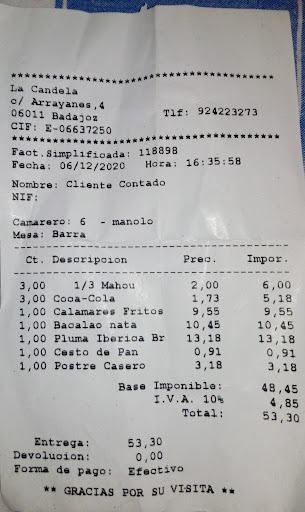 ********************************
La Candela
c/ Arrayanes,4
06011 Badajoz Tlf: 924223273
CIF: E-06637250
********************************
Fact.Simplificada: 118898
Fecha: 06/12/2020 Hora: 16:35:58
Nombre: Cliente Contado
NIF:
Camarero: 6 - manolo
Mesa: Barra
Ct. Descripcion Prec. Impor.
3,00 1/3 Mahou 2,00 6,00
3,00 Coca-Cola 1,73 5,18
1,00 Calamares Fritos 9,55 9,55
1,00 Bacalao nata 10,45 10,45
1,00 Pluma Iberica Br 13,18 13,18
1,00 Cesto de Pan 0,91 0,91
1,00 Postre Casero 3,18 3,18
Base Imponible: 48,45
I.V.A. 10% 4,85
Total: 53,30
Entrega: 53,30
Devolucion: 0,00
Forma de pago: Efectivo
** GRACIAS POR SU VISITA **